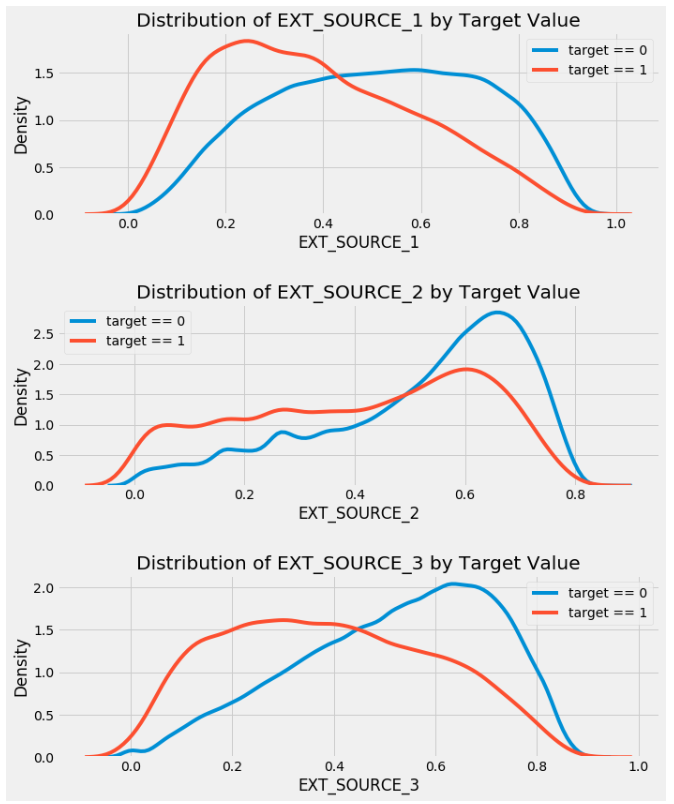 Distribution of EXT_SOURCE_1 by Target Value
target == 0
target == 1
1.5
1.0
0.5
0.0
Density
0.0 0.2 0.4 0.6 0.8 1.0
EXT_SOURCE_1
Distribution of EXT_SOURCE_2 by Target Value
target == 0
target == 1
2.5
2.0
1.5
1.0
0.5
0.0
Density
0.0 0.2 0.4 0.6 0.8
EXT_SOURCE_2
Distribution of EXT_SOURCE_3 by Target Value
target == 0
target == 1
2.0
1.5
1.0
0.5
0.0
Density
0.0 0.2 0.4 0.6 0.8 1.0
EXT_SOURCE_3